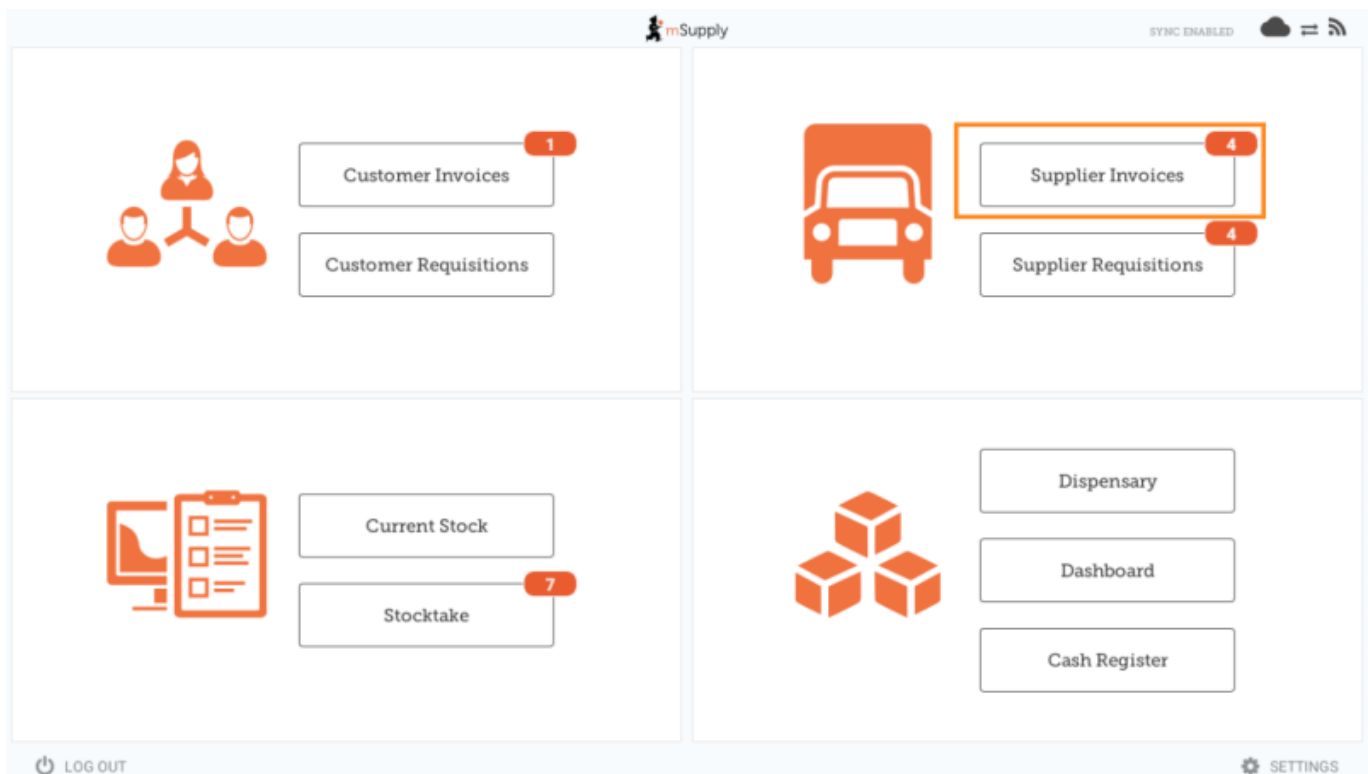 mSupply
SYNC ENABLED
1
Customer Invoices
Customer Requisitions
4
Supplier Invoices
4
Supplier Requisitions
Current Stock
7
Stocktake
Dispensary
Dashboard
Cash Register
LOG OUT
SETTINGS